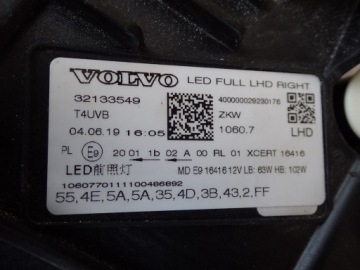 VOLVO LED FULL LHD RIGHT
32133549 400000029230176
T4UVB ZKW
04.06.19 16:05 1060.7 LHD
PL E9 20 01 1b 02 A 00 RL 01 XCERT 16416
LED前照灯 MD E9 16416 12V LB: 63W HB: 102W
1060770111100486892
55,4E,5A,5A,35,4D,3B,43,2,FF